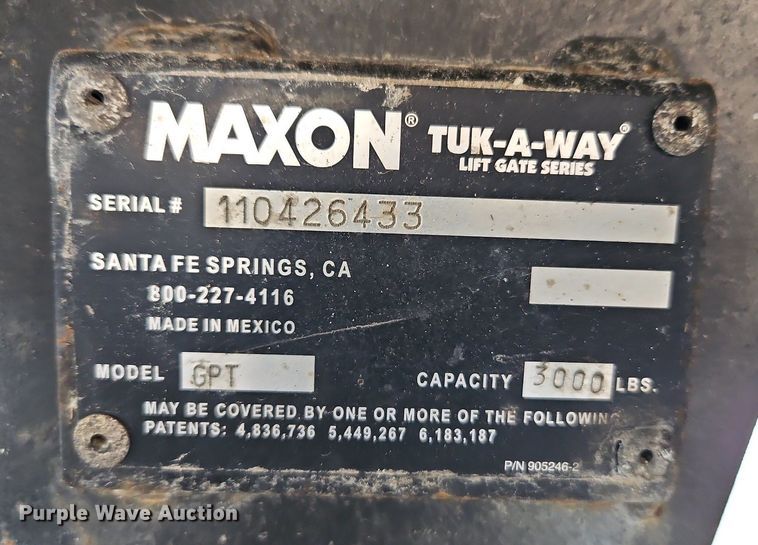 MAXON® TUK-A-WAY®
LIFT GATE SERIES
SERIAL # 110426433
SANTA FE SPRINGS, CA
800-227-4116
MADE IN MEXICO
MODEL GPT CAPACITY 3000 LBS.
MAY BE COVERED BY ONE OR MORE OF THE FOLLOWING
PATENTS: 4,836,736 5,449,267 6,183,187
P/N 905246-2
Purple Wave Auction